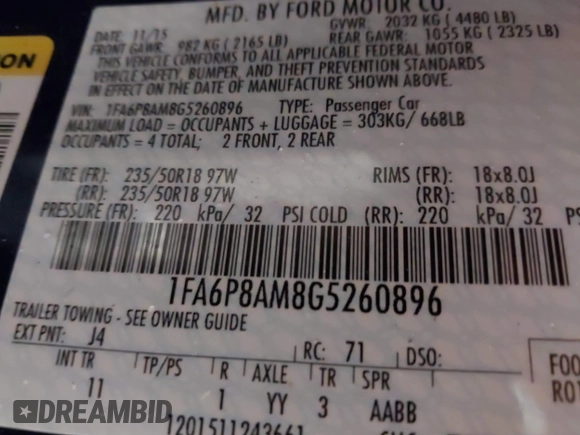 MFD. BY FORD MOTOR CO.
DATE: 11/15 GVWR: 2032 KG ( 4480 LB)
FRONT GAWR: 982 KG ( 2165 LB) REAR GAWR: 1055 KG ( 2325 LB)
THIS VEHICLE CONFORMS TO ALL APPLICABLE FEDERAL MOTOR
VEHICLE SAFETY, BUMPER, AND THEFT PREVENTION STANDARDS
IN EFFECT ON THE DATE OF MANUFACTURE SHOWN ABOVE.
VIN: 1FA6P8AM8G5260896 TYPE: Passenger Car
MAXIMUM LOAD = OCCUPANTS + LUGGAGE = 303KG/ 668LB
OCCUPANTS = 4 TOTAL; 2 FRONT, 2 REAR
TIRE (FR): 235/50R18 97W RIMS (FR): 18x8.0J
(RR): 235/50R18 97W (RR): 18x8.0J
PRESSURE (FR): 220 kPa/ 32 PSI COLD (RR): 220 kPa/ 32 PSI
1FA6P8AM8G5260896
TRAILER TOWING - SEE OWNER GUIDE
EXT PNT: J4 RC: 71 DSO:
INT TR TP/PS R AXLE TR SPR
11 1 YY 3 AABB
1201511243661
FOO
ROT
DREAMBID.COM